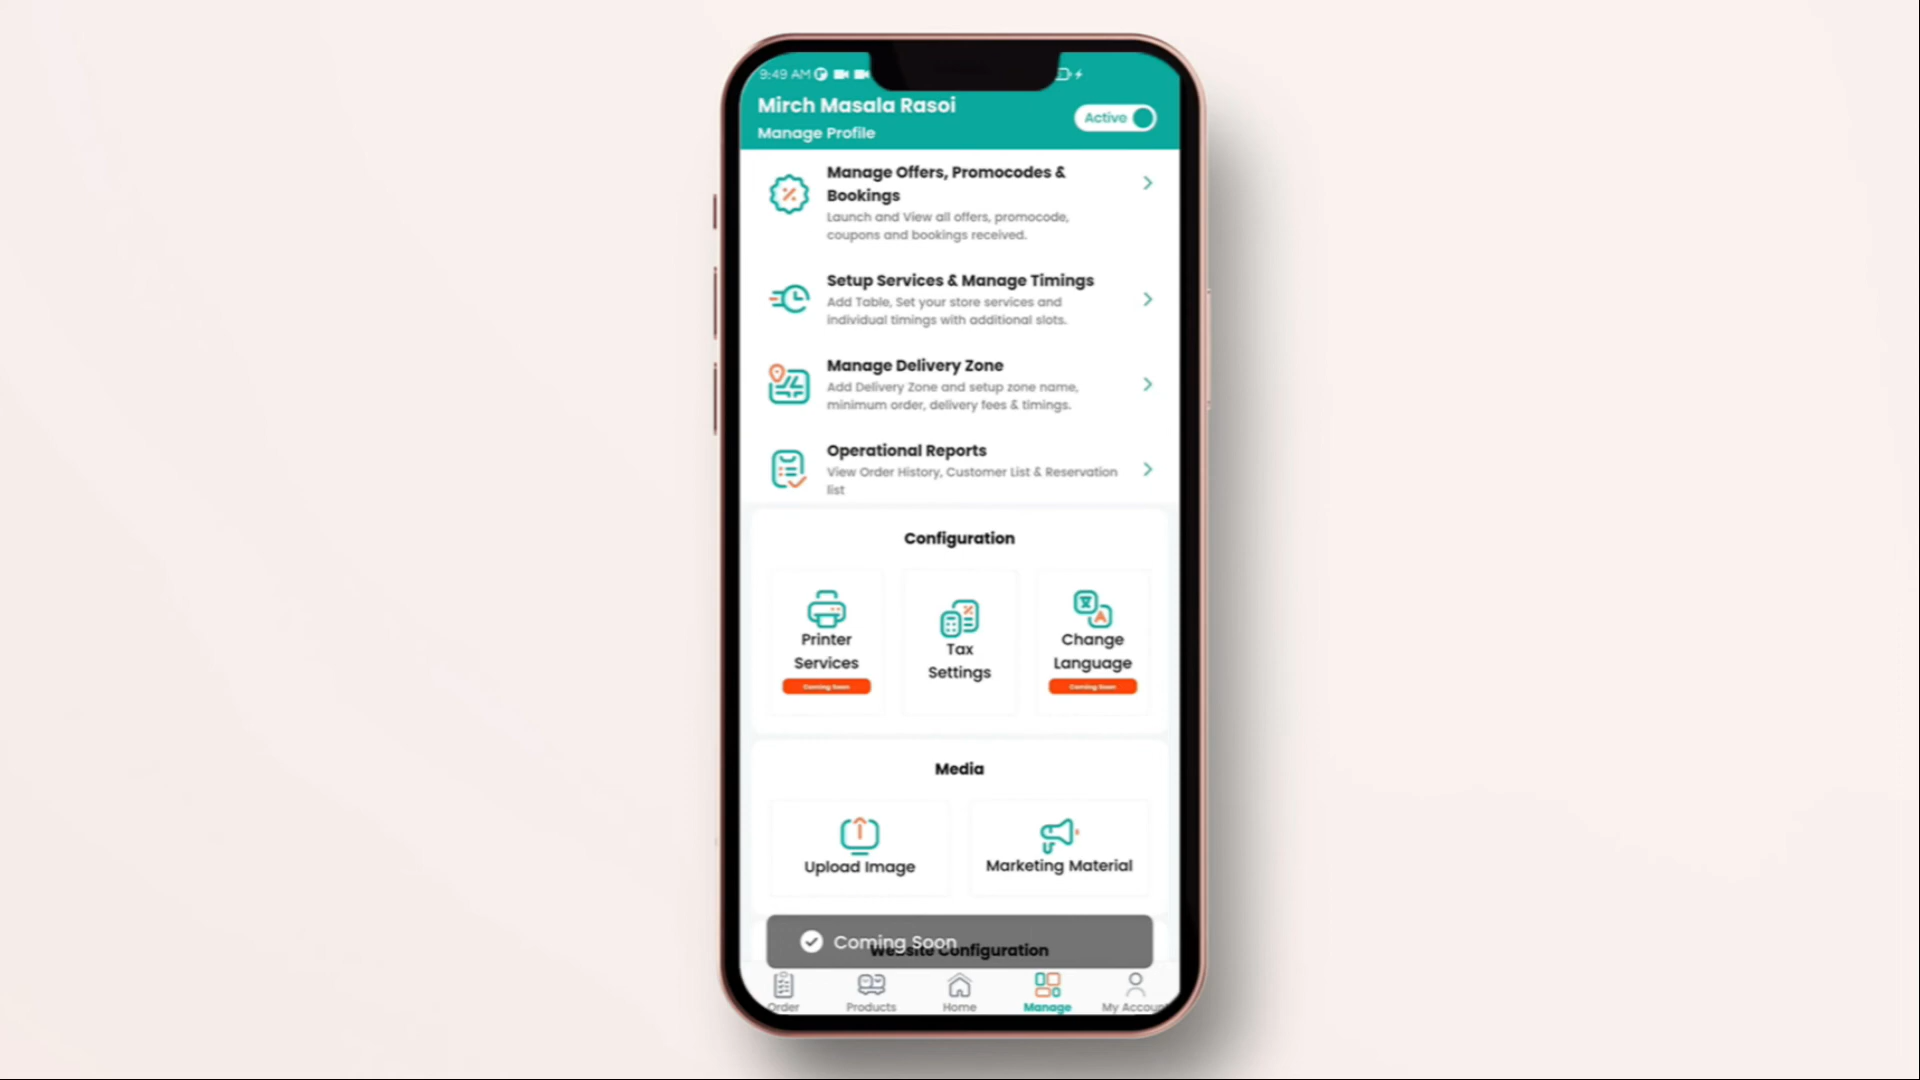 9:49 AM
Mirch Masala Rasoi
Active
Manage Profile
Manage Offers, Promocodes &
Bookings
Launch and View all offers, promocode,
coupons and bookings received.
Setup Services & Manage Timings
Add Table, Set your store services and
individual timings with additional slots.
Manage Delivery Zone
Add Delivery Zone and setup zone name,
minimum order, delivery fees & timings.
Operational Reports
View Order History, Customer List & Reservation
list
Configuration
Printer
Services
Coming Soon
Tax
Settings
Change
Language
Coming Soon
Media
Upload Image
Marketing Material
Coming Soon
Website Configuration
Order
Products
Home
Manage
My Accoun